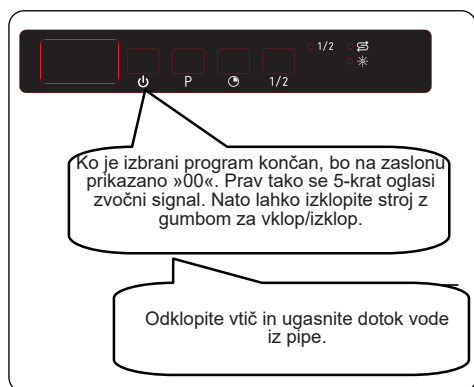 1/2
P
1/2
Ko je izbrani program končan, bo na zaslonu
prikazano »00«. Prav tako se 5-krat oglasi
zvočni signal. Nato lahko izklopite stroj z
gumbom za vklop/izklop.
Odklopite vtič in ugasnite dotok vode
iz pipe.